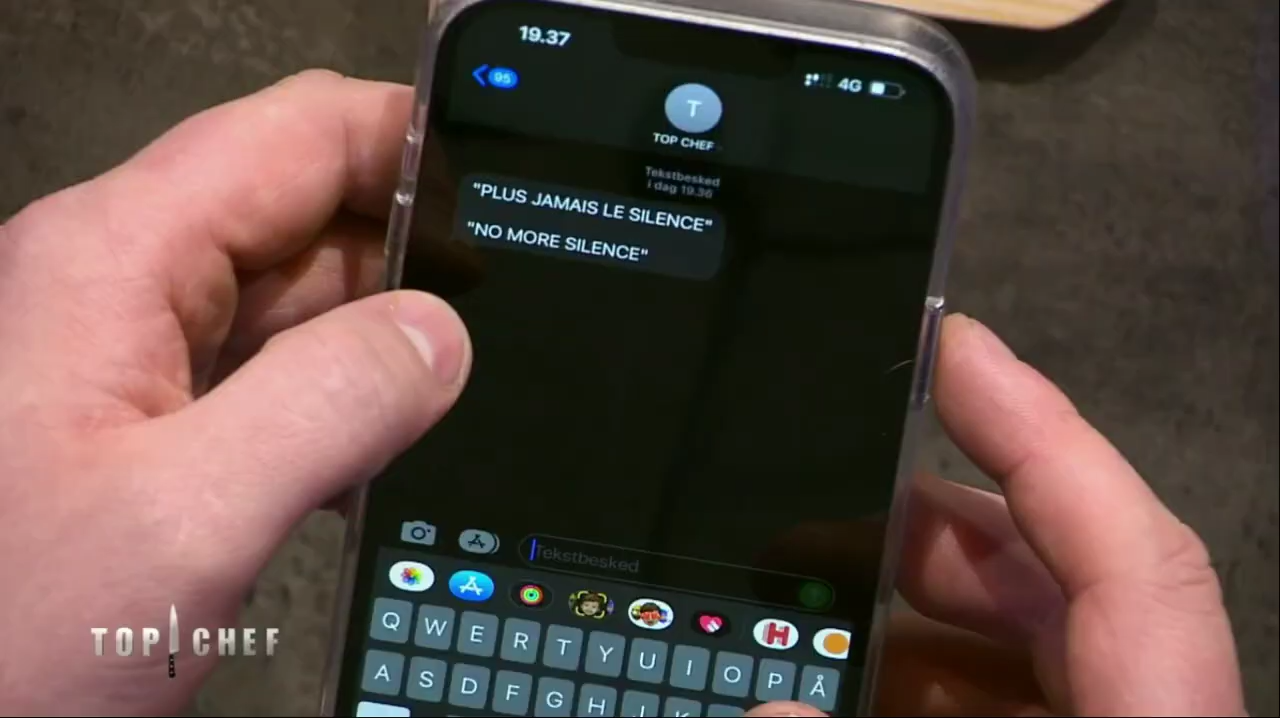 19.37
95
4G
T
TOP CHEF
Tekstbesked
i dag 19.36
"PLUS JAMAIS LE SILENCE"
"NO MORE SILENCE"
Tekstbesked
Q W E R T Y U I O P Å
A S D F G H J K
TOP CHEF